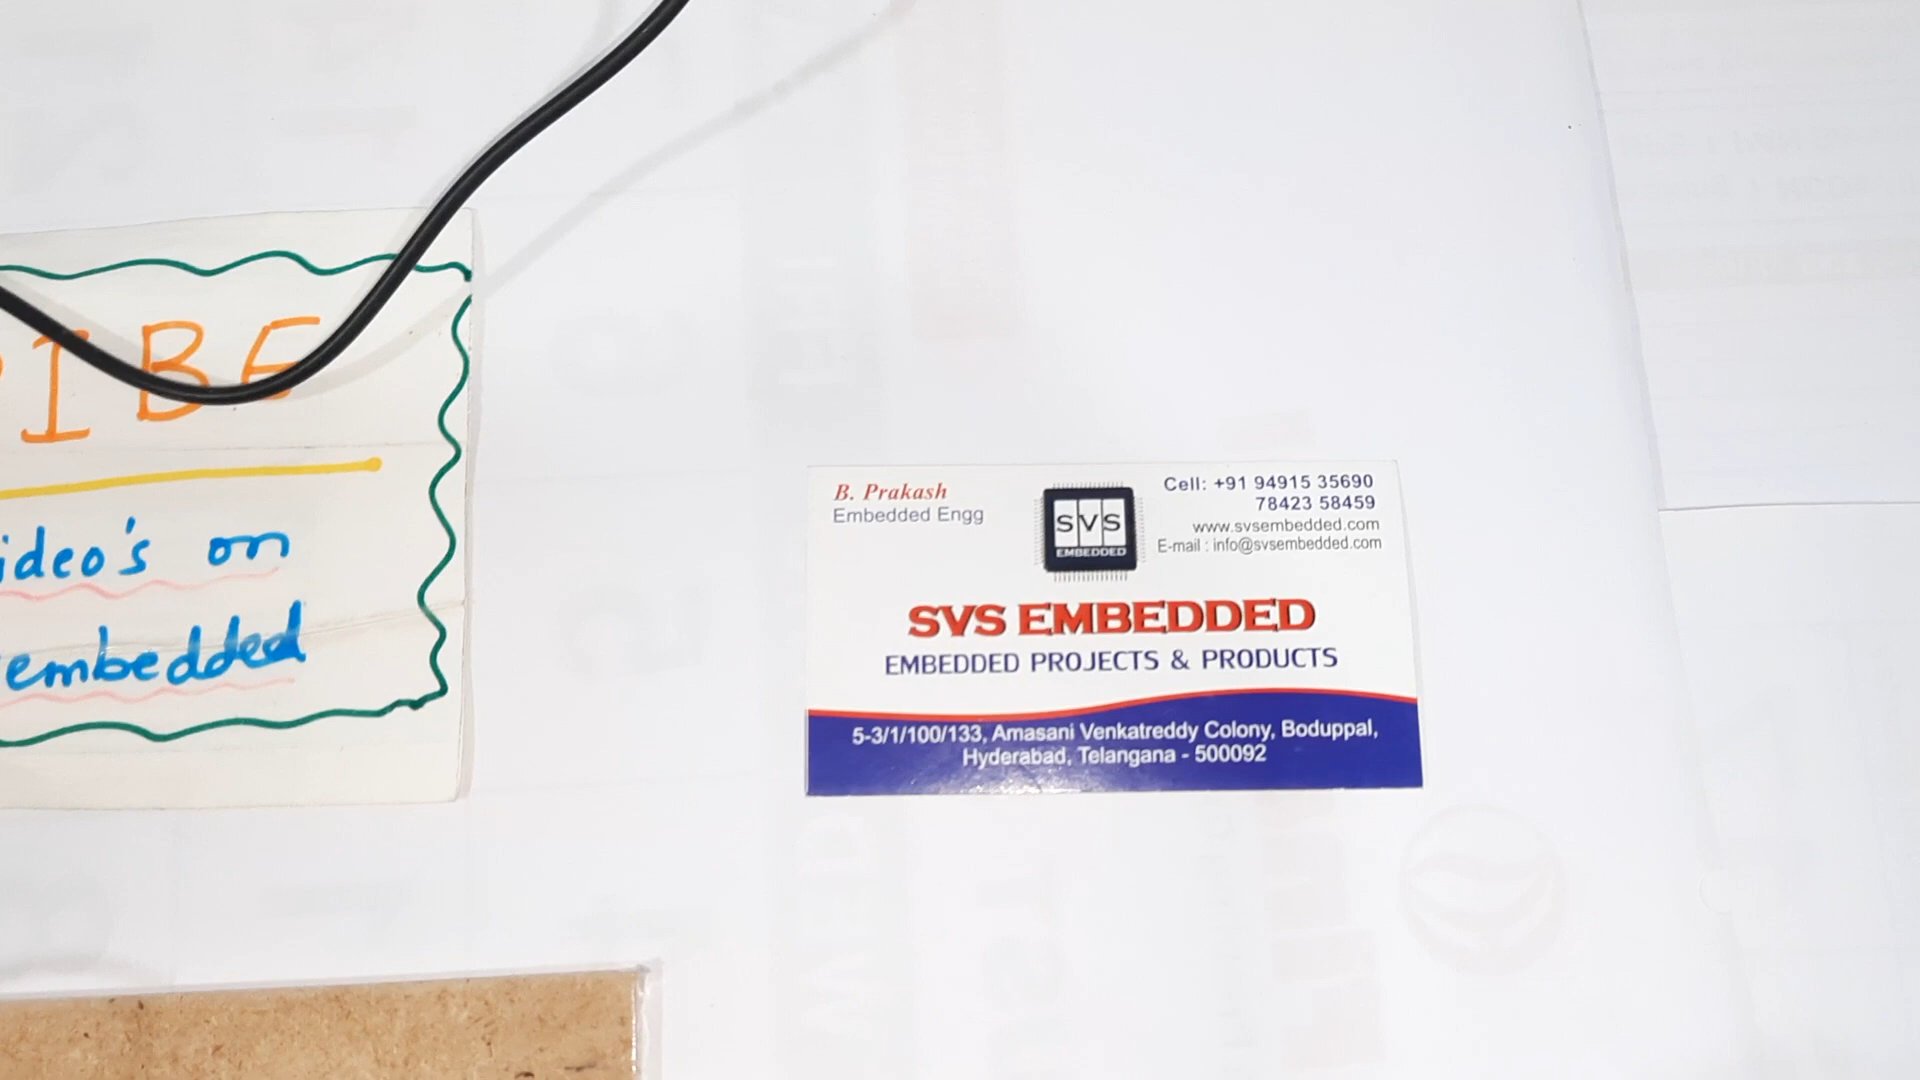 IBE
ideo's on
embedded
B. Prakash
Embedded Engg
SVS
EMBEDDED
Cell: +91 94915 35690
78423 58459
www.svsembedded.com
E-mail : info@svsembedded.com
SVS EMBEDDED
EMBEDDED PROJECTS & PRODUCTS
5-3/1/100/133, Amasani Venkatreddy Colony, Boduppal,
Hyderabad, Telangana - 500092